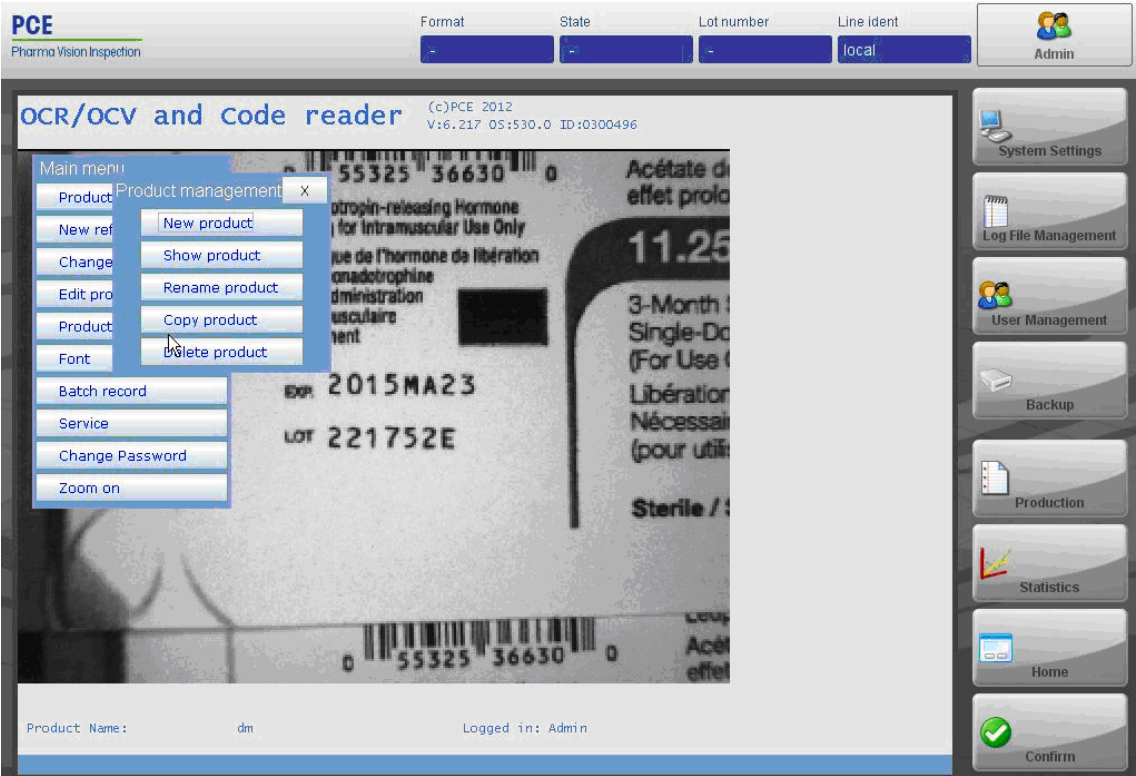 PCE
Pharma Vision Inspection
Format
-
State
-
Lot number
-
Line ident
local
Admin
OCR/OCV and Code reader
(c)PCE 2012
V:6.217 OS:530.0 ID:0300496
Main menu
Product
New ref
Change
Edit pro
Product
Font
Batch record
Service
Change Password
Zoom on
Product management X
New product
Show product
Rename product
Copy product
Delete product
0 55325 36630 0
otropin-releasing Hormone
for Intramuscular Use Only
ue de l'hormone de libération
onadotrophine
dministration
usculaire
ent
EXP. 2015MA23
LOT 221752E
Acétate d
effet prolo
11.25
3-Month
Single-Do
(For Use
Libération
Nécessai
(pour utili
Sterile /
0 55325 36630 0
Leup
Acé
effet
Product Name: dm
Logged in: Admin
System Settings
Log File Management
User Management
Backup
Production
Statistics
Home
Confirm